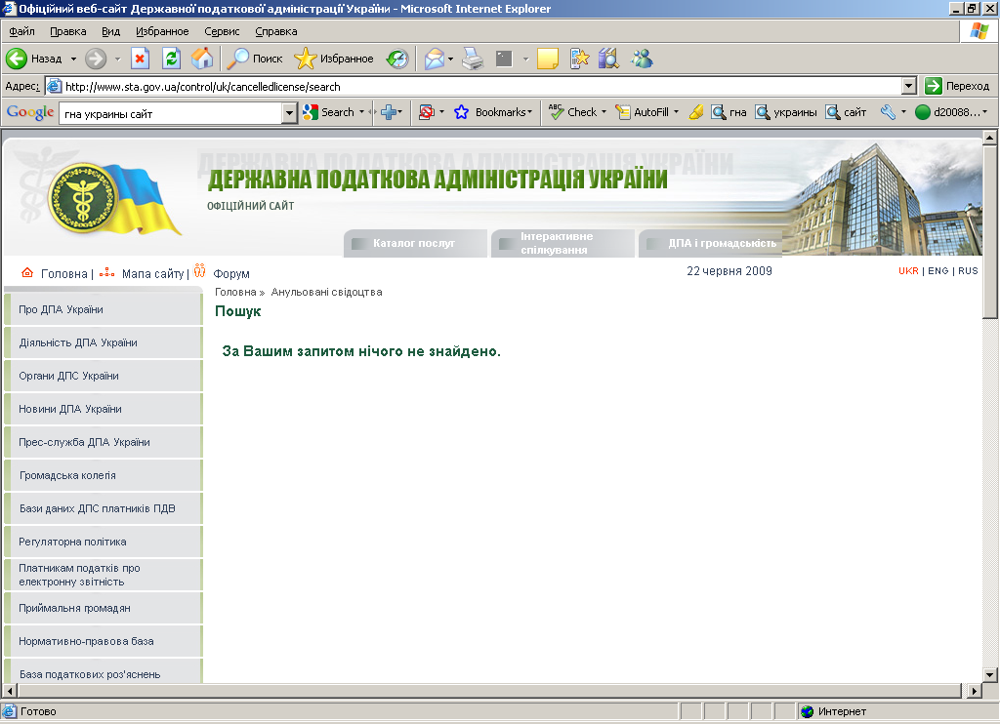 Офіційний веб-сайт Державної податкової адміністрації України - Microsoft Internet Explorer
Файл Правка Вид Избранное Сервис Справка
Назад Поиск Избранное
Адрес: http://www.sta.gov.ua/control/uk/cancelledlicense/search Переход
Google гна украины сайт Search Bookmarks ABC Check AutoFill гна украины сайт d20088...
ДЕРЖАВНА ПОДАТКОВА АДМІНІСТРАЦІЯ УКРАЇНИ
ДЕРЖАВНА ПОДАТКОВА АДМІНІСТРАЦІЯ УКРАЇНИ
ОФІЦІЙНИЙ САЙТ
Каталог послуг
Інтерактивне
спілкування
ДПА і громадськість
Головна | Мапа сайту | Форум
22 червня 2009
UKR | ENG | RUS
Головна » Анульовані свідоцтва
Пошук
За Вашим запитом нічого не знайдено.
Про ДПА України
Діяльність ДПА України
Органи ДПС України
Новини ДПА України
Прес-служба ДПА України
Громадська колегія
Бази даних ДПС платників ПДВ
Регуляторна політика
Платникам податків про
електронну звітність
Приймальня громадян
Нормативно-правова база
База податкових роз'яснень
Готово
Интернет